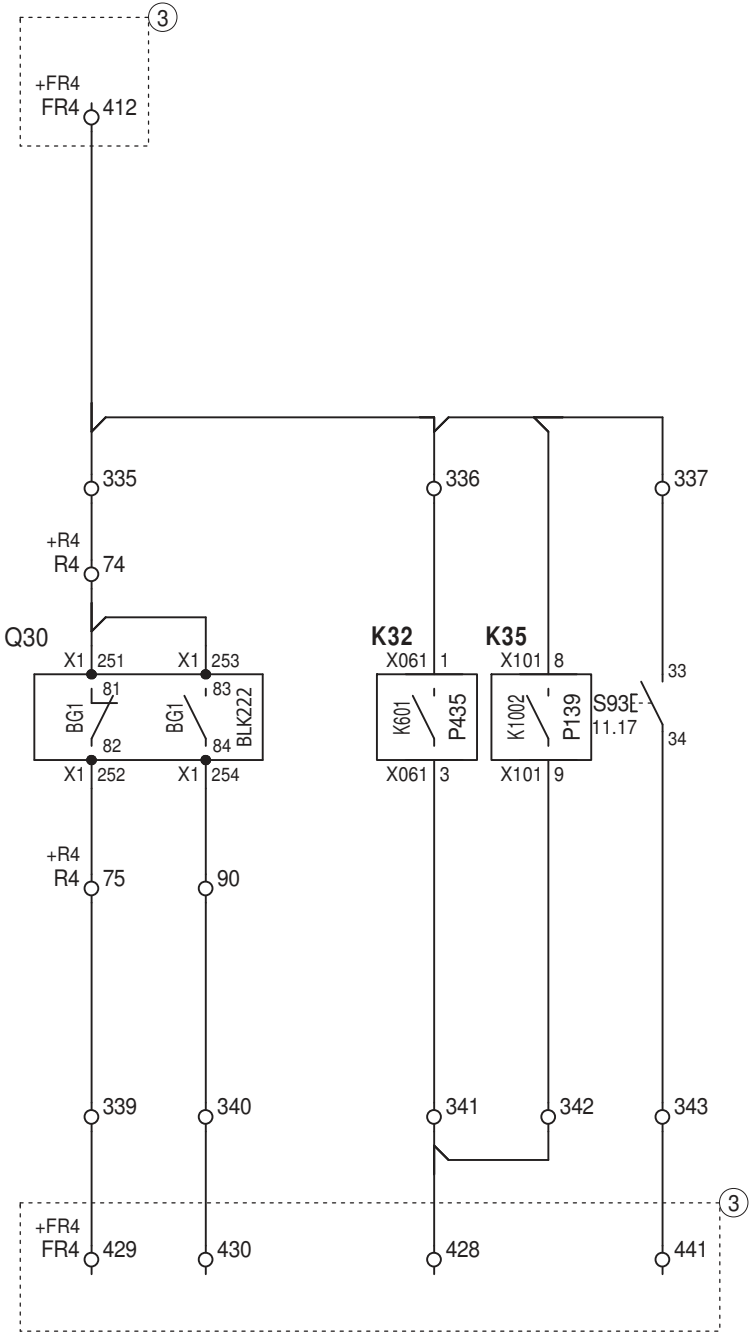 3
+FR4
FR4 412
335 336 337
+R4
R4 74
Q30 K32 K35
X1 251 X1 253 X061 1 X101 8 33
81 83
BG1 BG1 BLK222 K601 P435 K1002 P139 S93E
11.17
82 84 34
X1 252 X1 254 X061 3 X101 9
+R4
R4 75 90
339 340 341 342 343
3
+FR4
FR4 429 430 428 441